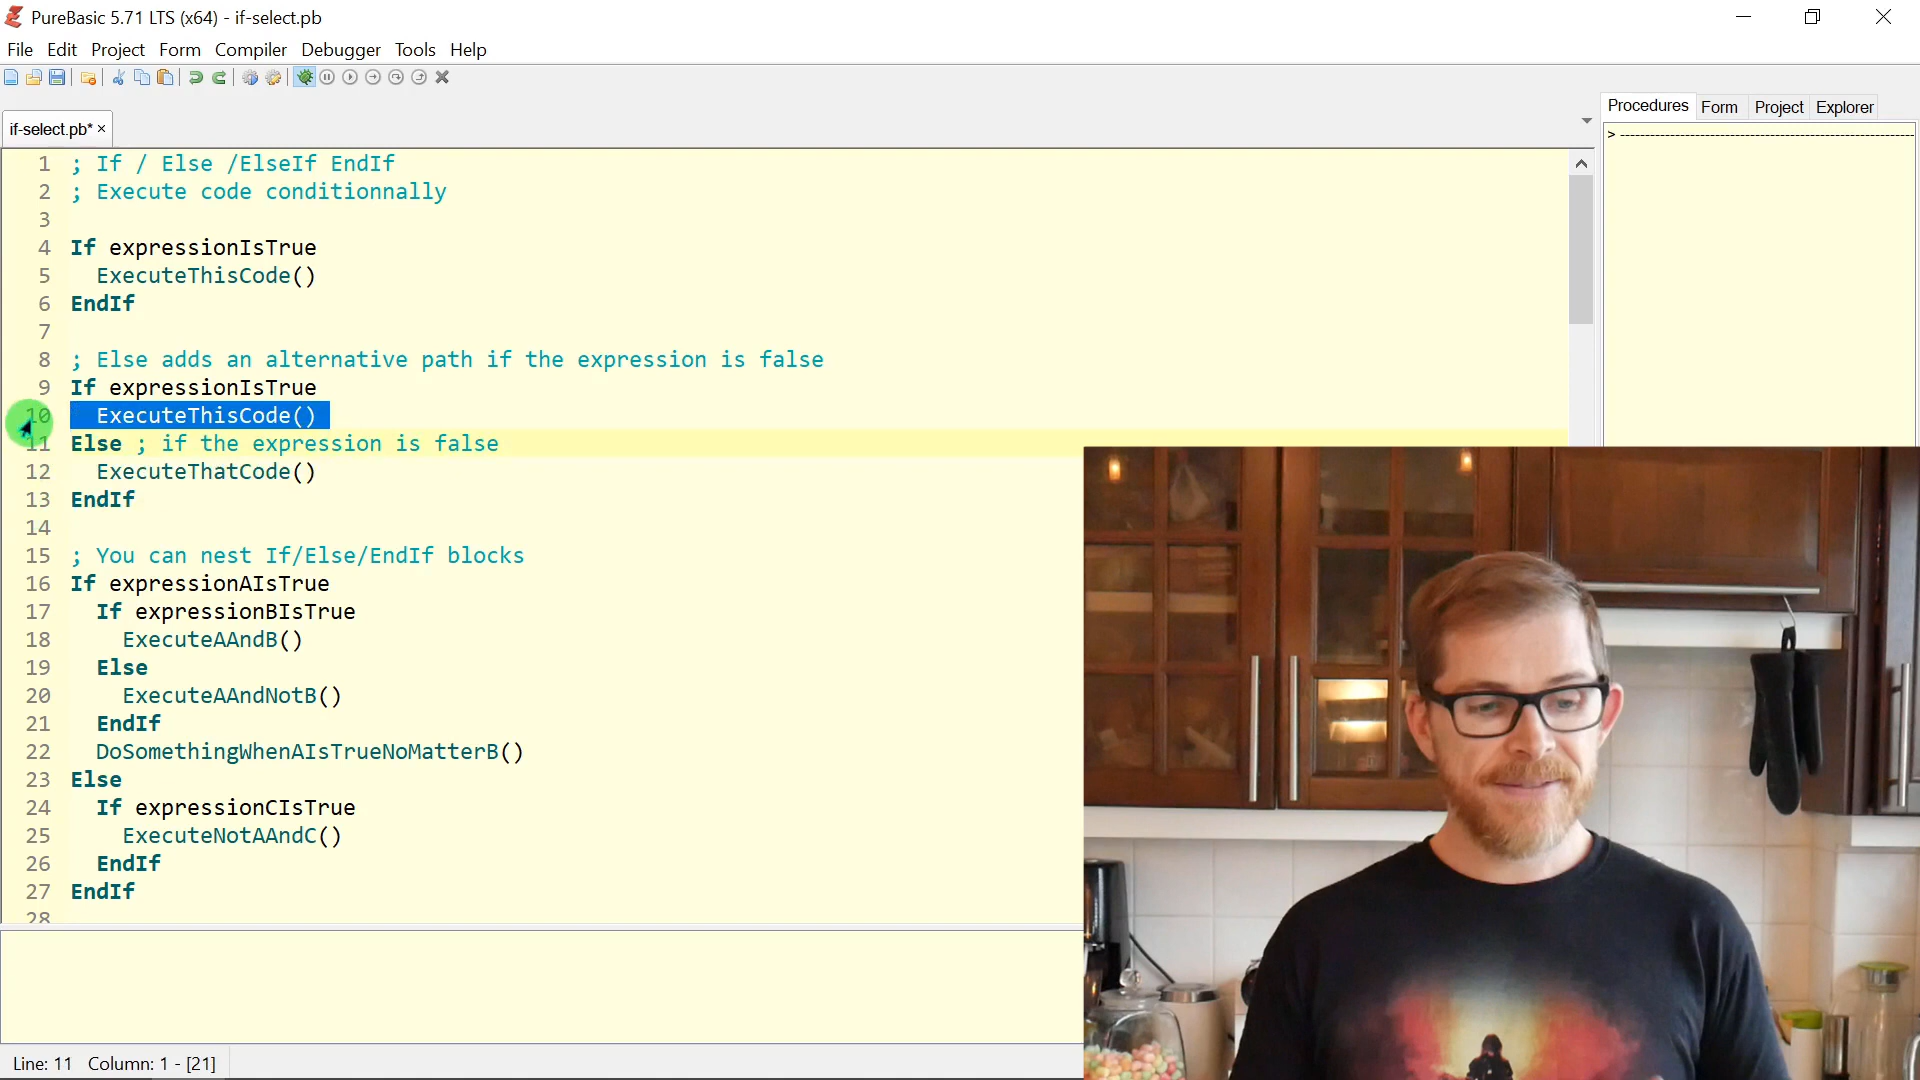 PureBasic 5.71 LTS (x64) - if-select.pb
File Edit Project Form Compiler Debugger Tools Help
if-select.pb*
Procedures Form Project Explorer
1 ; If / Else /ElseIf EndIf
2 ; Execute code conditionnally
3
4 If expressionIsTrue
5 ExecuteThisCode()
6 EndIf
7
8 ; Else adds an alternative path if the expression is false
9 If expressionIsTrue
10 ExecuteThisCode()
11 Else ; if the expression is false
12 ExecuteThatCode()
13 EndIf
14
15 ; You can nest If/Else/EndIf blocks
16 If expressionAIsTrue
17 If expressionBIsTrue
18 ExecuteAAndB()
19 Else
20 ExecuteAAndNotB()
21 EndIf
22 DoSomethingWhenAIsTrueNoMatterB()
23 Else
24 If expressionCIsTrue
25 ExecuteNotAAndC()
26 EndIf
27 EndIf
28
Line: 11 Column: 1 - [21]